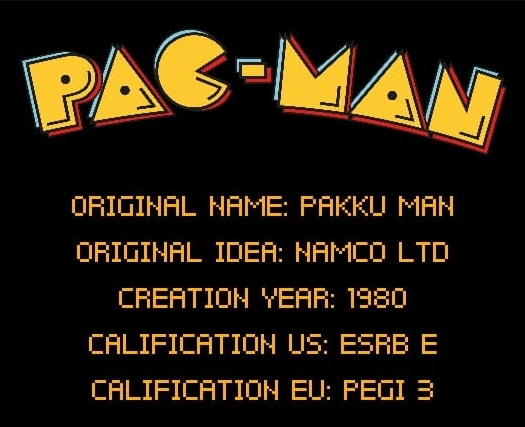 PAC-MAN
ORIGINAL NAME: PAKKU MAN
ORIGINAL IDEA: NAMCO LTD
CREATION YEAR: 1980
CALIFICATION US: ESRB E
CALIFICATION EU: PEGI 3